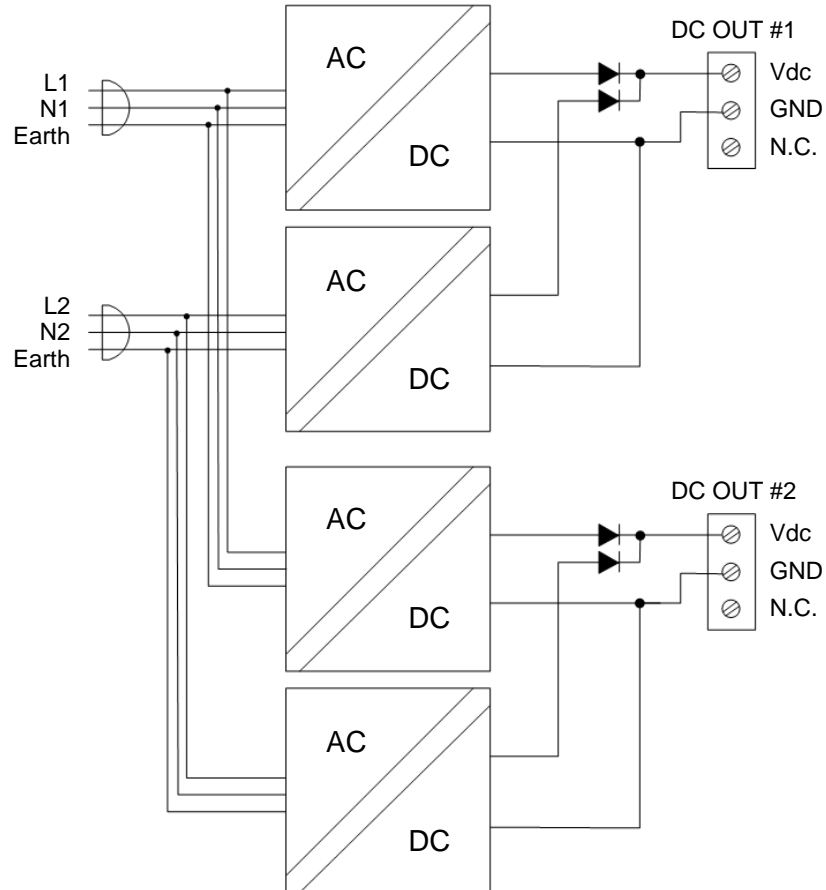 L1
N1
Earth
AC
DC
DC OUT #1
Vdc
GND
N.C.
L2
N2
Earth
AC
DC
AC
DC
DC OUT #2
Vdc
GND
N.C.
AC
DC